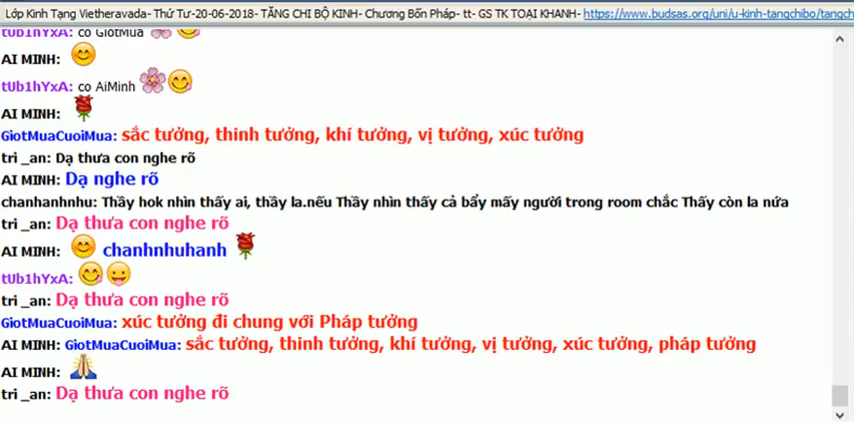 Lớp Kinh Tạng Vietheravada- Thứ Tư-20-06-2018- TĂNG CHI BỘ KINH- Chương Bốn Pháp- tt- GS TK TOẠI KHANH- https://www.budsas.org/uni/u-kinh-tangchibo/tangch
tUb1hYxA: co GiotMua
AI MINH:
tUb1hYxA: co AiMinh
AI MINH:
GiotMuaCuoiMua: sắc tưởng, thinh tưởng, khí tưởng, vị tưởng, xúc tưởng
tri _an: Dạ thưa con nghe rõ
AI MINH: Dạ nghe rõ
chanhanhnhu: Thầy hok nhìn thấy ai, thầy la.nếu Thầy nhìn thấy cả bẩy mấy người trong room chắc Thấy còn la nứa
tri _an: Dạ thưa con nghe rõ
AI MINH: chanhnhuhanh
tUb1hYxA:
tri _an: Dạ thưa con nghe rõ
GiotMuaCuoiMua: xúc tưởng đi chung với Pháp tưởng
AI MINH: GiotMuaCuoiMua: sắc tưởng, thinh tưởng, khí tưởng, vị tưởng, xúc tưởng, pháp tưởng
AI MINH:
tri _an: Dạ thưa con nghe rõ